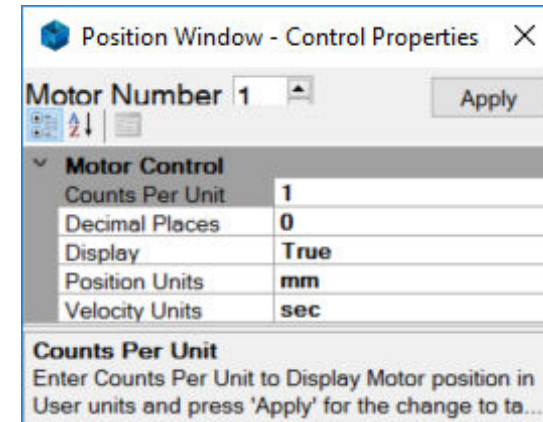 Position Window - Control Properties
Motor Number 1
Apply
Motor Control
Counts Per Unit 1
Decimal Places 0
Display True
Position Units mm
Velocity Units sec
Counts Per Unit
Enter Counts Per Unit to Display Motor position in
User units and press 'Apply' for the change to ta...